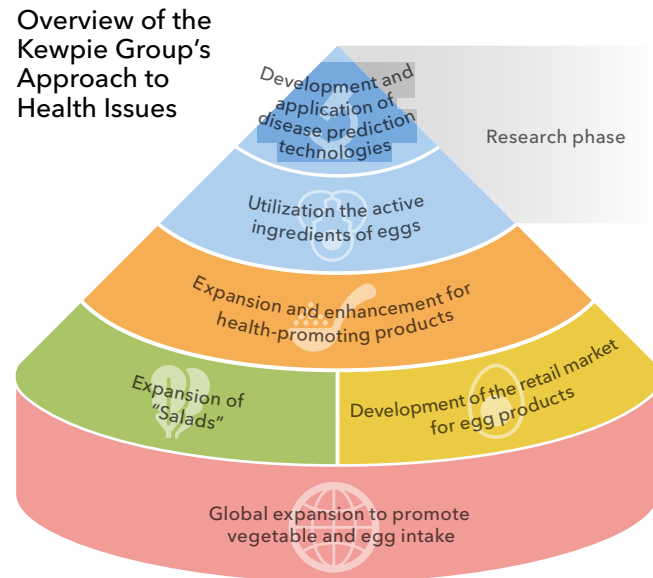 Overview of the
Kewpie Group's
Approach to
Health Issues
Development and
application of
disease prediction
technologies
Research phase
Utilization the active
ingredients of eggs
Expansion and enhancement for
health-promoting products
Expansion of
"Salads"
Development of the retail market
for egg products
Global expansion to promote
vegetable and egg intake